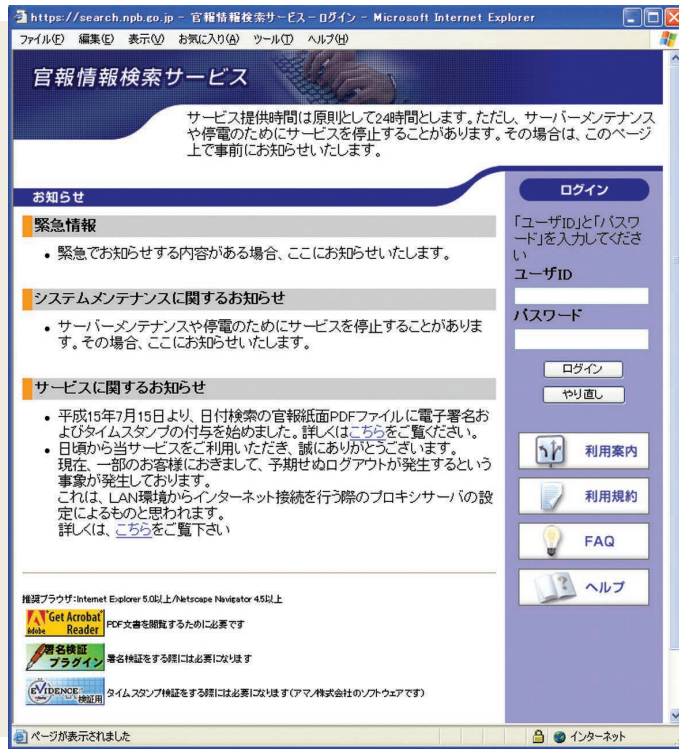 https://search.npb.go.jp - 官報情報検索サービス-ログイン - Microsoft Internet Explorer
ファイル(F) 編集(E) 表示(V) お気に入り(A) ツール(T) ヘルプ(H)
官報情報検索サービス
サービス提供時間は原則として24時間とします。ただし、サーバーメンテナンス
や停電のためにサービスを停止することがあります。その場合は、このページ
上で事前にお知らせいたします。
お知らせ
緊急情報
• 緊急でお知らせする内容がある場合、ここにお知らせいたします。
システムメンテナンスに関するお知らせ
• サーバーメンテナンスや停電のためにサービスを停止することがありま
す。その場合、ここにお知らせいたします。
サービスに関するお知らせ
• 平成15年7月15日より、日付検索の官報紙面PDFファイルに電子署名お
よびタイムスタンプの付与を始めました。詳しくはこちらをご覧ください。
• 日頃から当サービスをご利用いただき、誠にありがとうございます。
現在、一部のお客様におきまして、予期せぬログアウトが発生するという
事象が発生しております。
これは、LAN環境からインターネット接続を行う際のプロキシサーバの設
定によるものと思われます。
詳しくは、こちらをご覧下さい
推奨ブラウザ:Internet Explorer 5.0以上/Netscape Navigator 4.5以上
Get Acrobat
Adobe Reader
PDF文書を閲覧するために必要です
署名検証
プラグイン
署名検証をする際には必要になります
EVIDENCE
検証用
タイムスタンプ検証をする際には必要になります(アマノ株式会社のソフトウェアです)
ログイン
「ユーザID」と「パスワ
ード」を入力してくださ
い
ユーザID
パスワード
ログイン
やり直し
利用案内
利用規約
FAQ
ヘルプ
ページが表示されました
インターネット